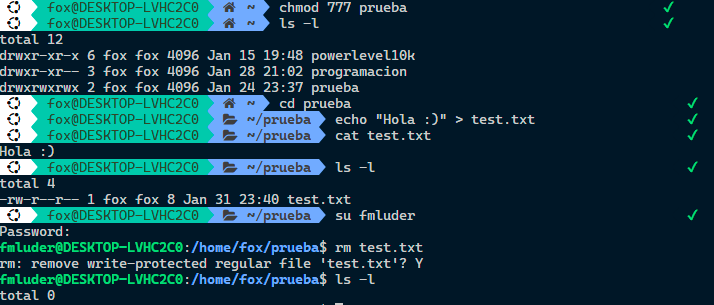 fox@DESKTOP-LVHC2C0 ~ chmod 777 prueba ✓
fox@DESKTOP-LVHC2C0 ~ ls -l ✓
total 12
drwxr-xr-x 6 fox fox 4096 Jan 15 19:48 powerlevel10k
drwxr-xr-- 3 fox fox 4096 Jan 28 21:02 programacion
drwxrwxrwx 2 fox fox 4096 Jan 24 23:37 prueba
fox@DESKTOP-LVHC2C0 ~ cd prueba ✓
fox@DESKTOP-LVHC2C0 ~/prueba echo "Hola :)" > test.txt ✓
fox@DESKTOP-LVHC2C0 ~/prueba cat test.txt ✓
Hola :)
fox@DESKTOP-LVHC2C0 ~/prueba ls -l ✓
total 4
-rw-r--r-- 1 fox fox 8 Jan 31 23:40 test.txt
fox@DESKTOP-LVHC2C0 ~/prueba su fmluder ✓
Password:
fmluder@DESKTOP-LVHC2C0:/home/fox/prueba$ rm test.txt
rm: remove write-protected regular file 'test.txt'? Y
fmluder@DESKTOP-LVHC2C0:/home/fox/prueba$ ls -l
total 0